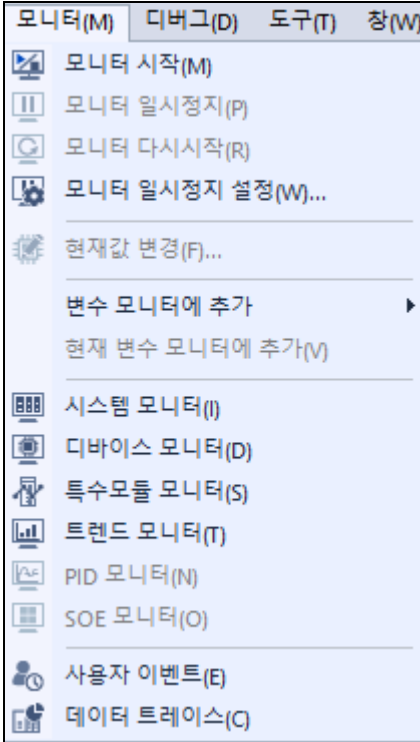 모니터(M) 디버그(D) 도구(T) 창(W)
모니터 시작(M)
모니터 일시정지(P)
모니터 다시시작(R)
모니터 일시정지 설정(W)...
현재값 변경(F)...
변수 모니터에 추가
현재 변수 모니터에 추가(V)
시스템 모니터(I)
디바이스 모니터(D)
특수모듈 모니터(S)
트렌드 모니터(T)
PID 모니터(N)
SOE 모니터(O)
사용자 이벤트(E)
데이터 트레이스(C)